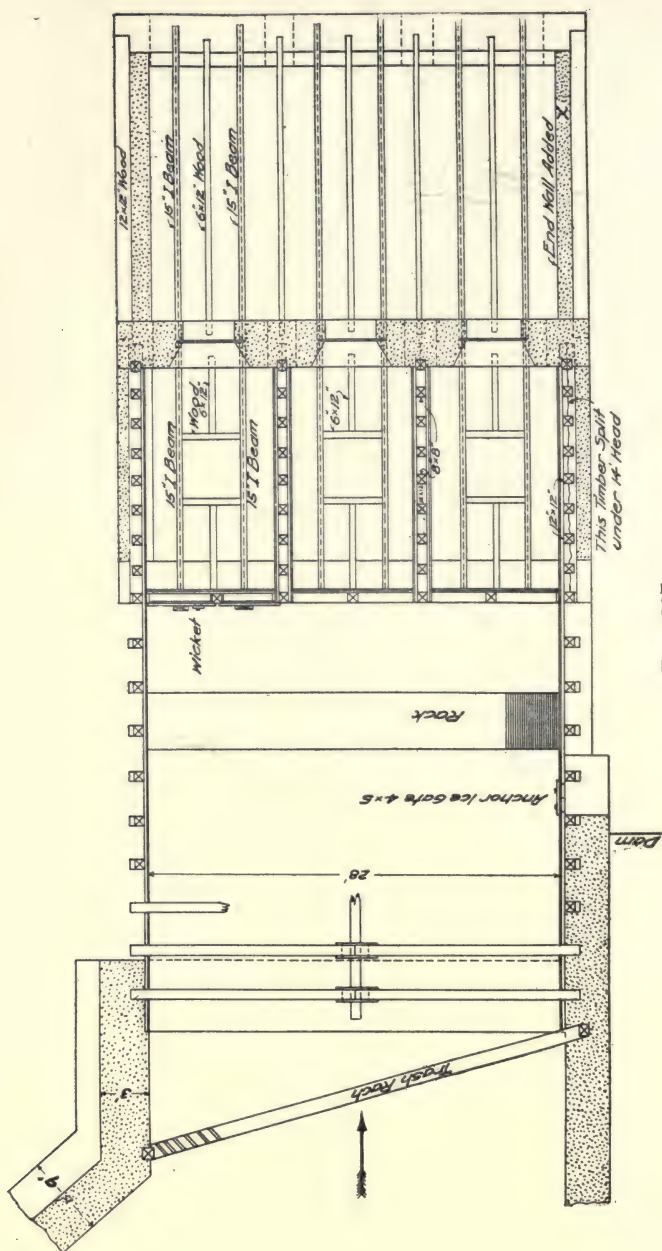 12"x12" Wood
15" I Beam
6"x12" Wood
15" I Beam
End Wall Added
X
15" I Beam
Wood
6"x12"
15" I Beam
6"x12"
8"x8"
12"x12"
This Timber Split
under 14' Head
Wicket
Rack
Anchor Ice Gate 4x5
Dam
28'
3'
Trash Rack